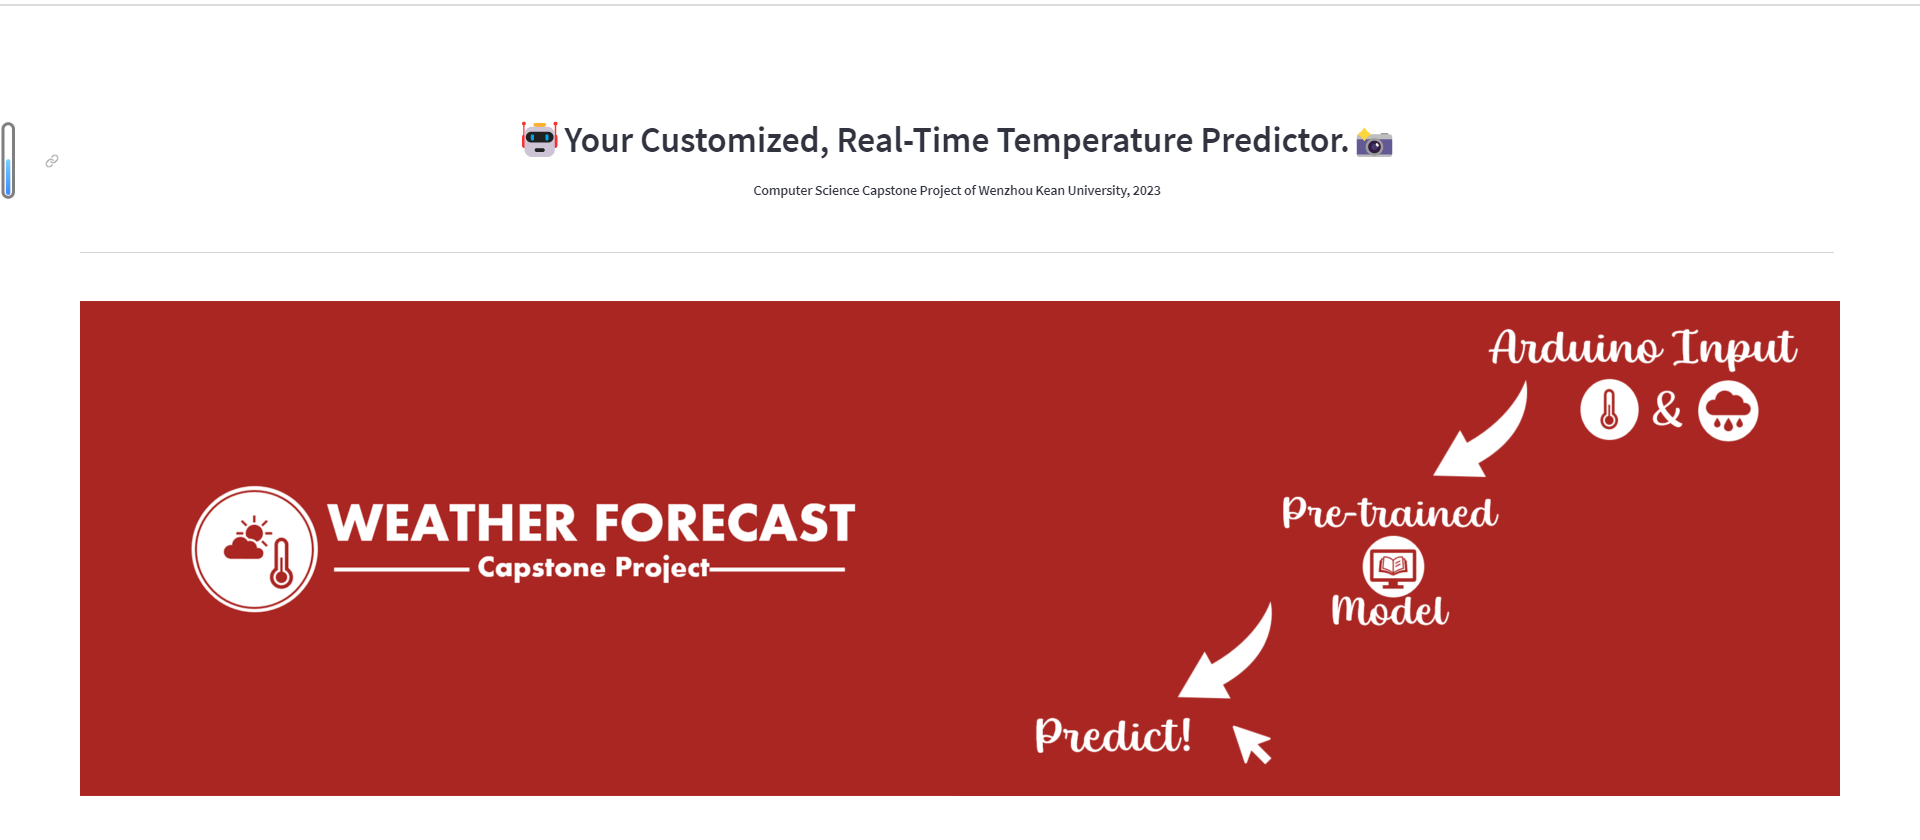 Your Customized, Real-Time Temperature Predictor.
Computer Science Capstone Project of Wenzhou Kean University, 2023
WEATHER FORECAST
Capstone Project
Arduino Input
&
Pre-trained
Model
Predict!